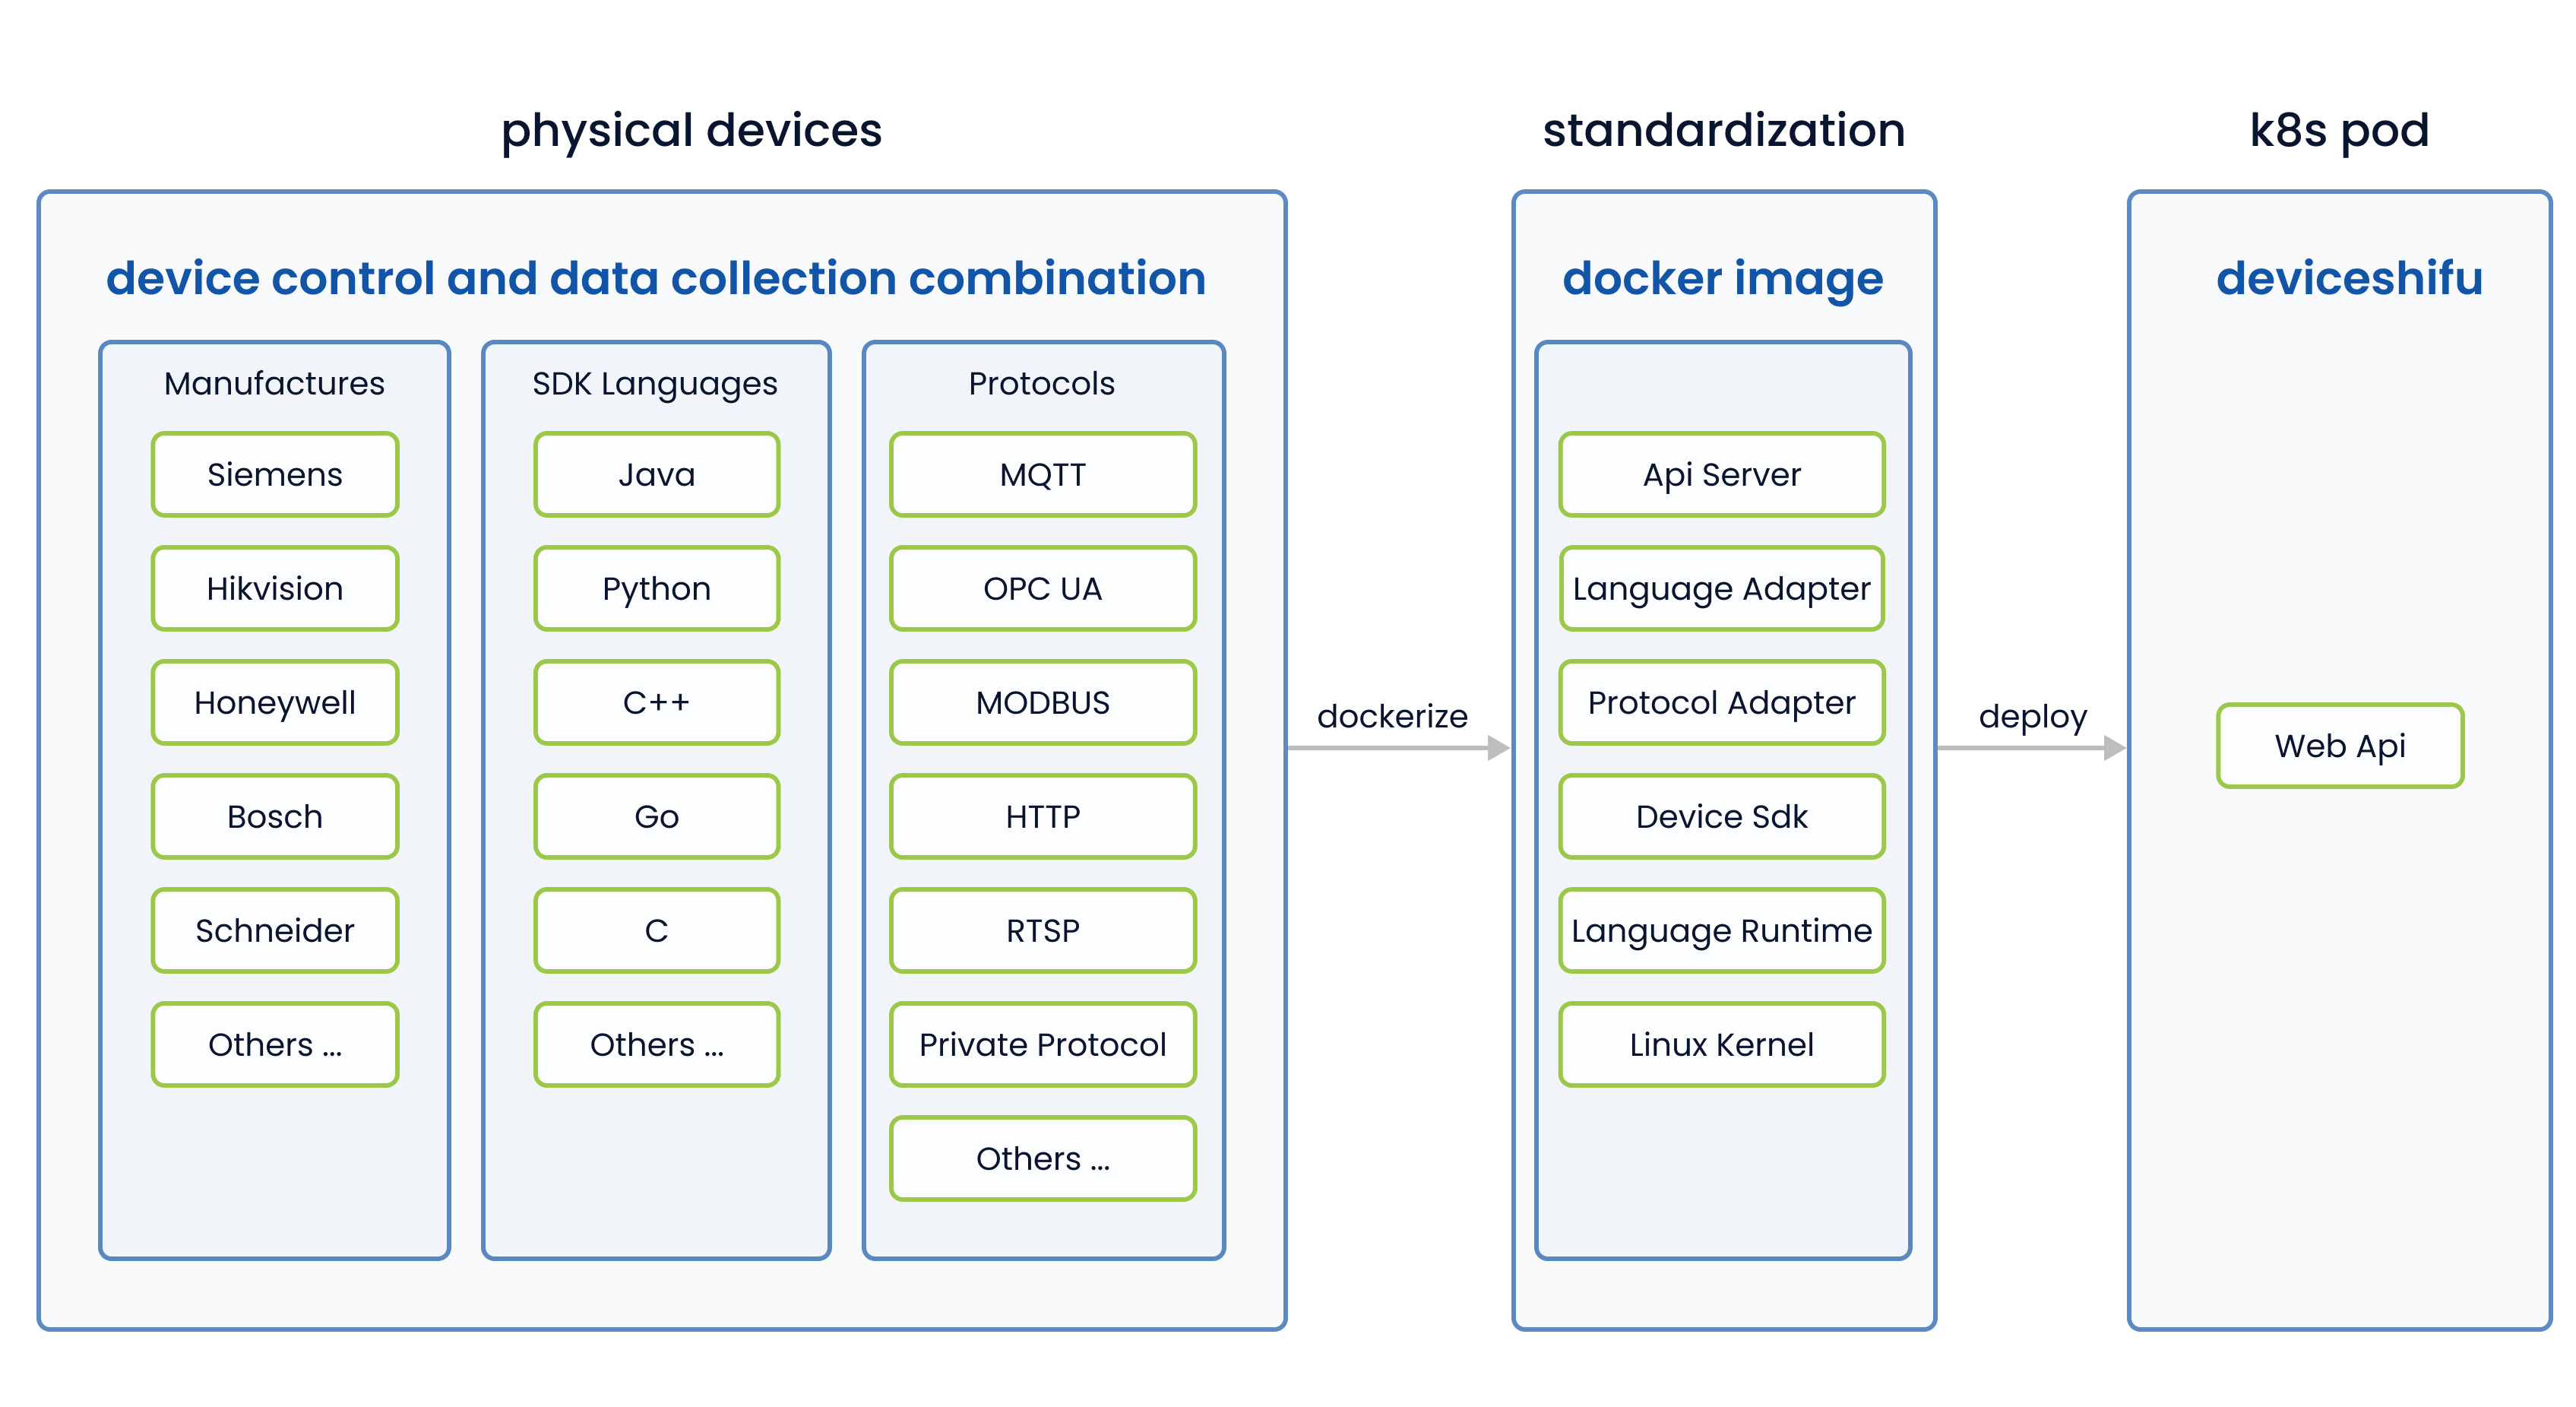 physical devices
standardization
k8s pod
device control and data collection combination
docker image
deviceshifu
Manufactures
Siemens
Hikvision
Honeywell
Bosch
Schneider
Others ...
SDK Languages
Java
Python
C++
Go
C
Others ...
Protocols
MQTT
OPC UA
MODBUS
HTTP
RTSP
Private Protocol
Others ...
dockerize
Api Server
Language Adapter
Protocol Adapter
Device Sdk
Language Runtime
Linux Kernel
deploy
Web Api